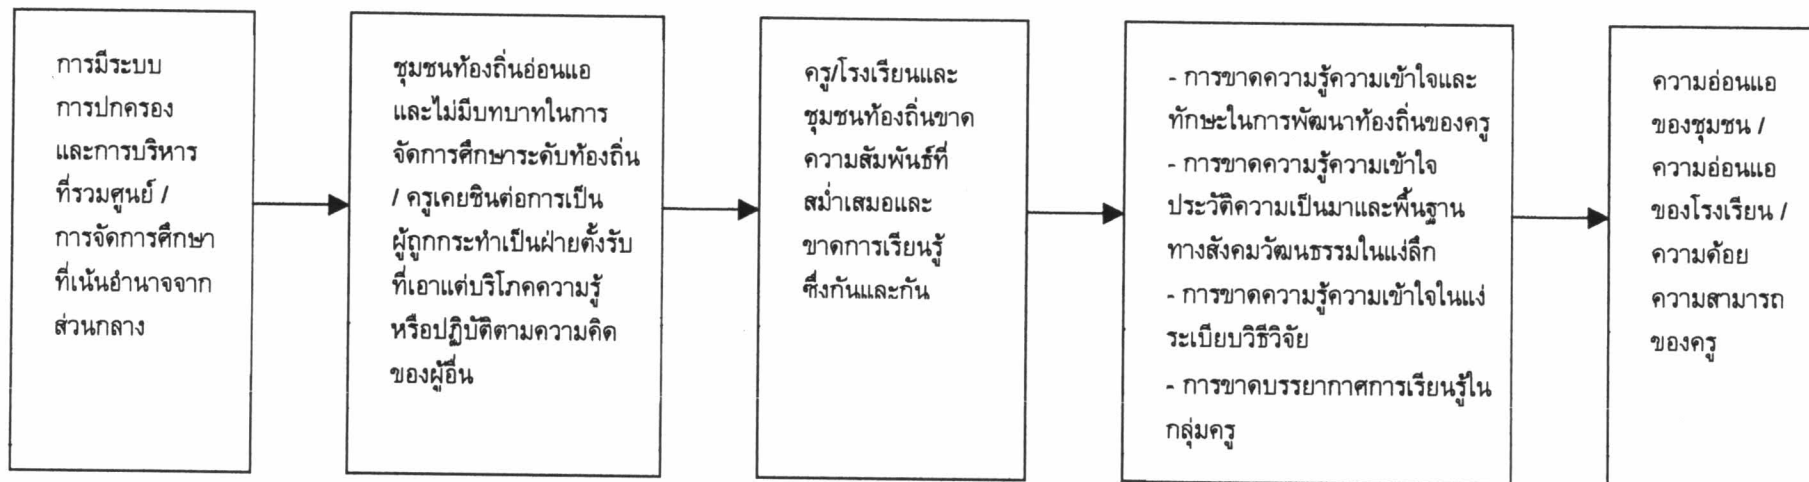 การมีระบบ
การปกครอง
และการบริหาร
ที่รวมศูนย์ /
การจัดการศึกษา
ที่เน้นอำนาจจาก
ส่วนกลาง
ชุมชนท้องถิ่นอ่อนแอ
และไม่มีบทบาทในการ
จัดการศึกษาระดับท้องถิ่น
/ ครูเคยชินต่อการเป็น
ผู้ถูกกระทำเป็นฝ่ายตั้งรับ
ที่เอาแต่บริโภคความรู้
หรือปฏิบัติตามความคิด
ของผู้อื่น
ครู/โรงเรียนและ
ชุมชนท้องถิ่นขาด
ความสัมพันธ์ที่
สม่ำเสมอและ
ขาดการเรียนรู้
ซึ่งกันและกัน
- การขาดความรู้ความเข้าใจและ
ทักษะในการพัฒนาท้องถิ่นของครู
- การขาดความรู้ความเข้าใจ
ประวัติความเป็นมาและพื้นฐาน
ทางสังคมวัฒนธรรมในแง่ลึก
- การขาดความรู้ความเข้าใจในแง่
ระเบียบวิธีวิจัย
- การขาดบรรยากาศการเรียนรู้ใน
กลุ่มครู
ความอ่อนแอ
ของชุมชน /
ความอ่อนแอ
ของโรงเรียน /
ความด้อย
ความสามารถ
ของครู